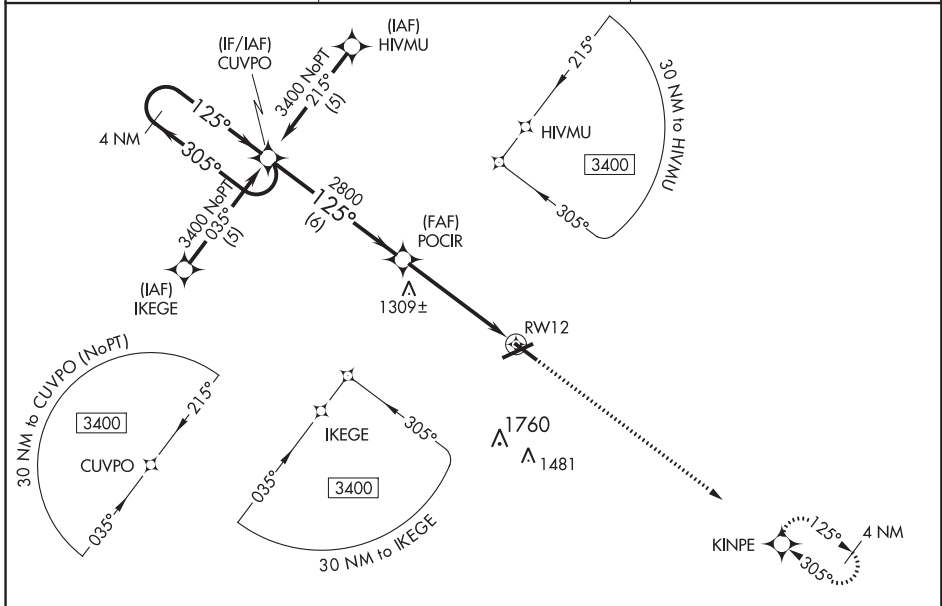 (IAF)
HIVMU
(IF/IAF)
CUVPO
3400 NoPT
215°
(5)
125°
305°
4 NM
3400 NoPT
035°
(5)
(IAF)
IKEGE
2800
125°
(6)
(FAF)
POCIR
1309±
RW12
1760
1481
KINPE
125°
305°
4 NM
215°
HIVMU
3400
305°
30 NM to HIVMU
30 NM to CUVPO (NoPT)
3400
215°
CUVPO
035°
IKEGE
305°
035°
3400
30 NM to IKEGE